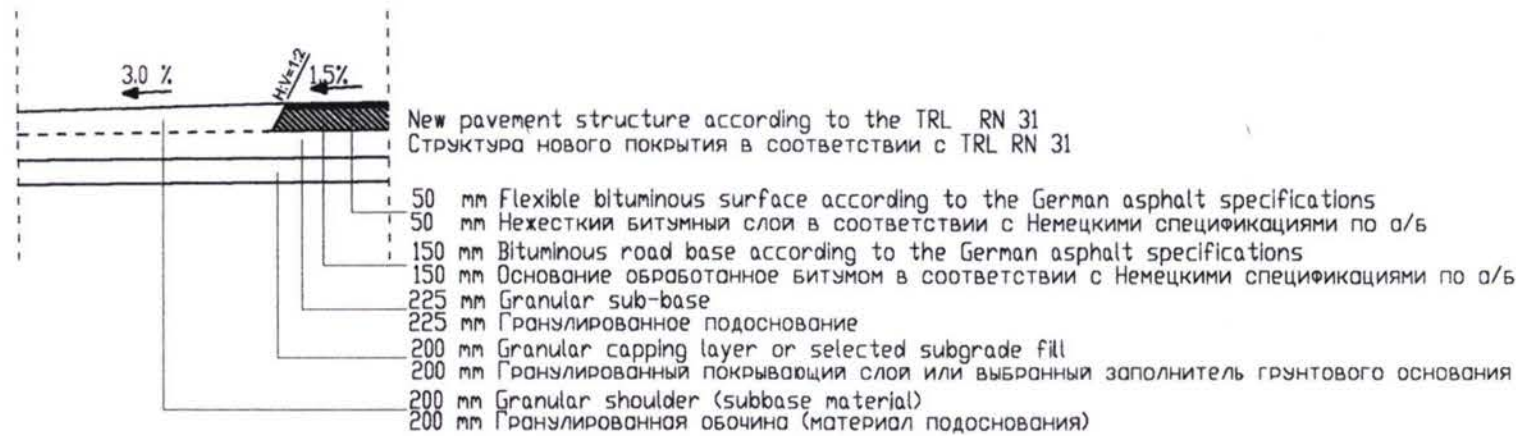 3.0 %
H:V=1:2
1.5%
New pavement structure according to the TRL RN 31
Структура нового покрытия в соответствии с TRL RN 31
50 mm Flexible bituminous surface according to the German asphalt specifications
50 mm Нежесткий битумный слой в соответствии с Немецкими спецификациями по а/б
150 mm Bituminous road base according to the German asphalt specifications
150 mm Основание обработанное битумом в соответствии с Немецкими спецификациями по а/б
225 mm Granular sub-base
225 mm Гранулированное подоснование
200 mm Granular capping layer or selected subgrade fill
200 mm Гранулированный покрывающий слой или выбранный заполнитель грунтового основания
200 mm Granular shoulder (subbase material)
200 mm Гранулированная обочина (материал подоснования)